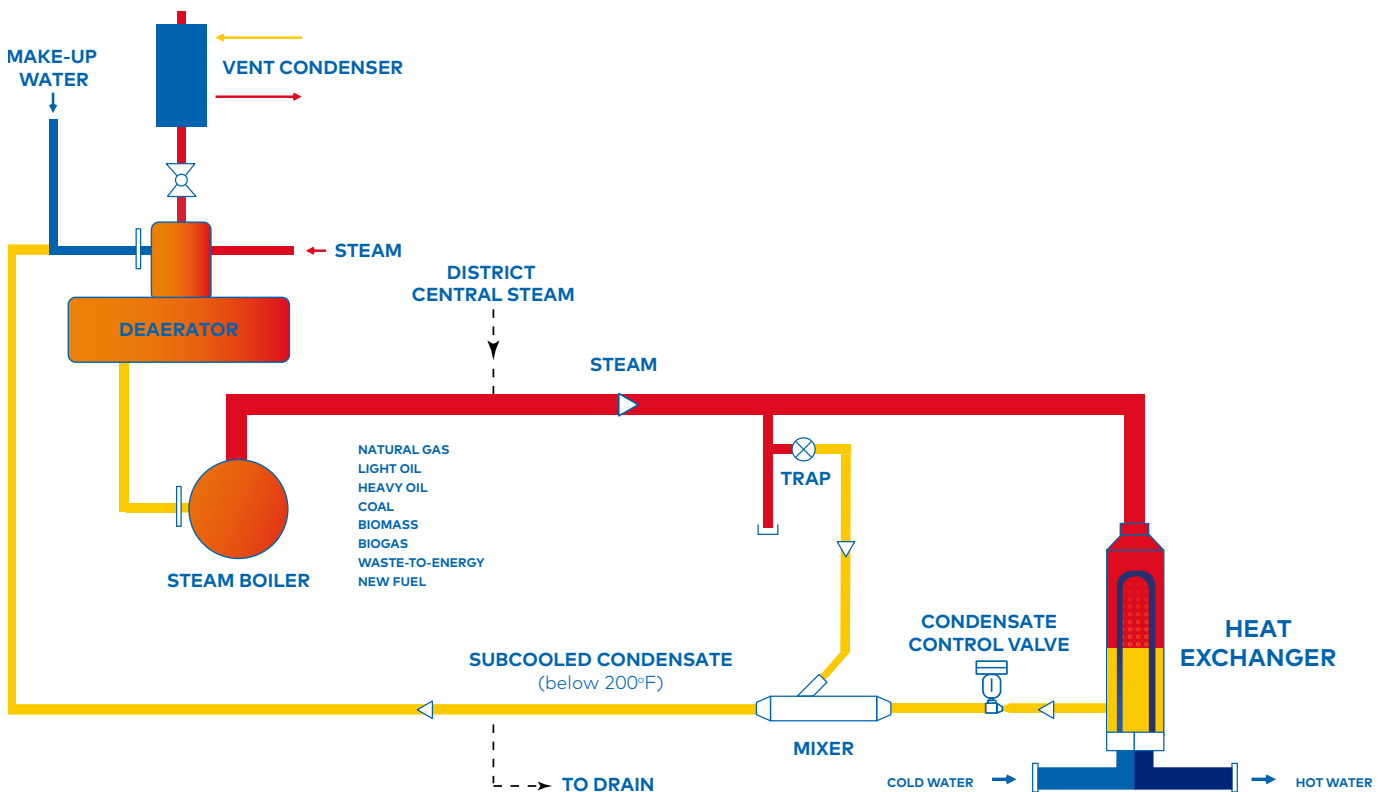 MAKE-UP
WATER
VENT CONDENSER
STEAM
DEAERATOR
DISTRICT
CENTRAL STEAM
STEAM
NATURAL GAS
LIGHT OIL
HEAVY OIL
COAL
BIOMASS
BIOGAS
WASTE-TO-ENERGY
NEW FUEL
TRAP
STEAM BOILER
CONDENSATE
CONTROL VALVE
HEAT
EXCHANGER
SUBCOOLED CONDENSATE
(below 200°F)
MIXER
TO DRAIN
COLD WATER
HOT WATER